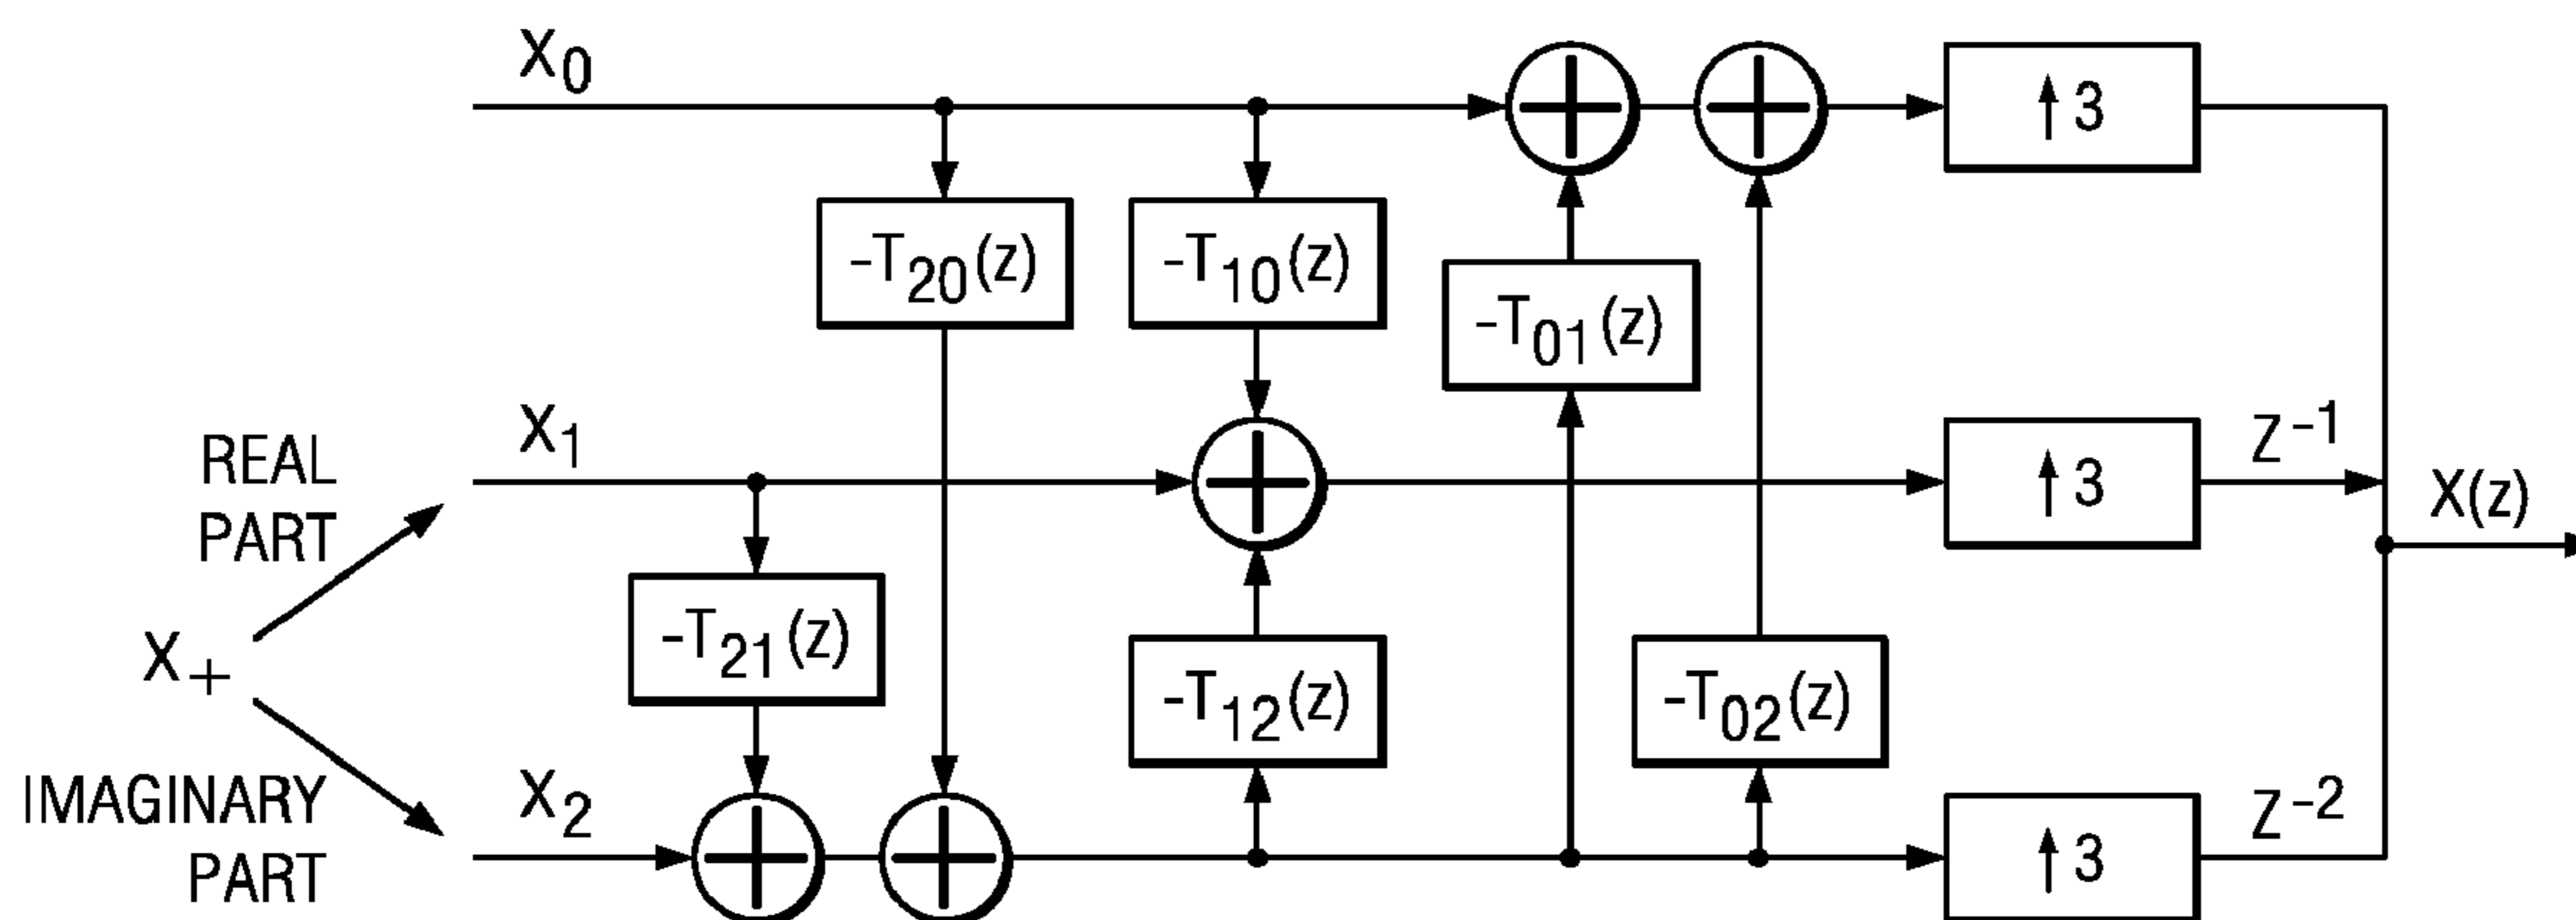 X0
↑ 3
-T20(z)
-T10(z)
-T01(z)
REAL
PART
X1
↑ 3
Z-1
X(z)
X+
-T21(z)
-T12(z)
-T02(z)
IMAGINARY
PART
X2
↑ 3
Z-2